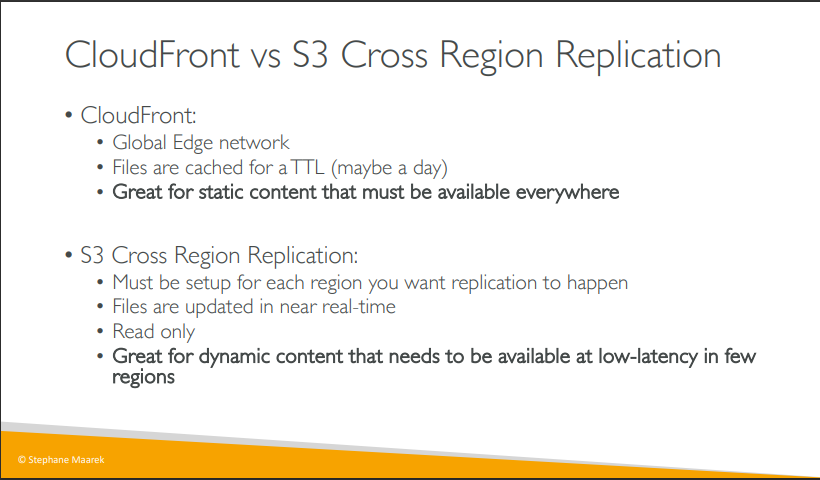 CloudFront vs S3 Cross Region Replication
• CloudFront:
• Global Edge network
• Files are cached for a TTL (maybe a day)
• Great for static content that must be available everywhere
• S3 Cross Region Replication:
• Must be setup for each region you want replication to happen
• Files are updated in near real-time
• Read only
• Great for dynamic content that needs to be available at low-latency in few
regions
© Stephane Maarek